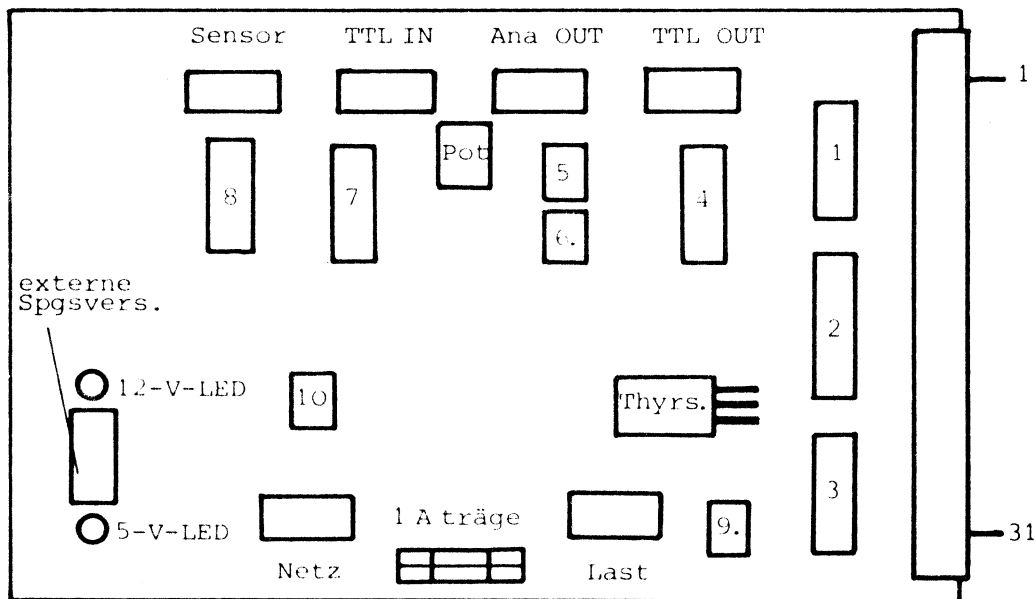 Sensor
TTL IN
Ana OUT
TTL OUT
1
Pot
1
8
7
5
4
6.
externe
Spgsvers.
2
12-V-LED
10
Thyrs.
3
1 A träge
9.
5-V-LED
31
Netz
Last